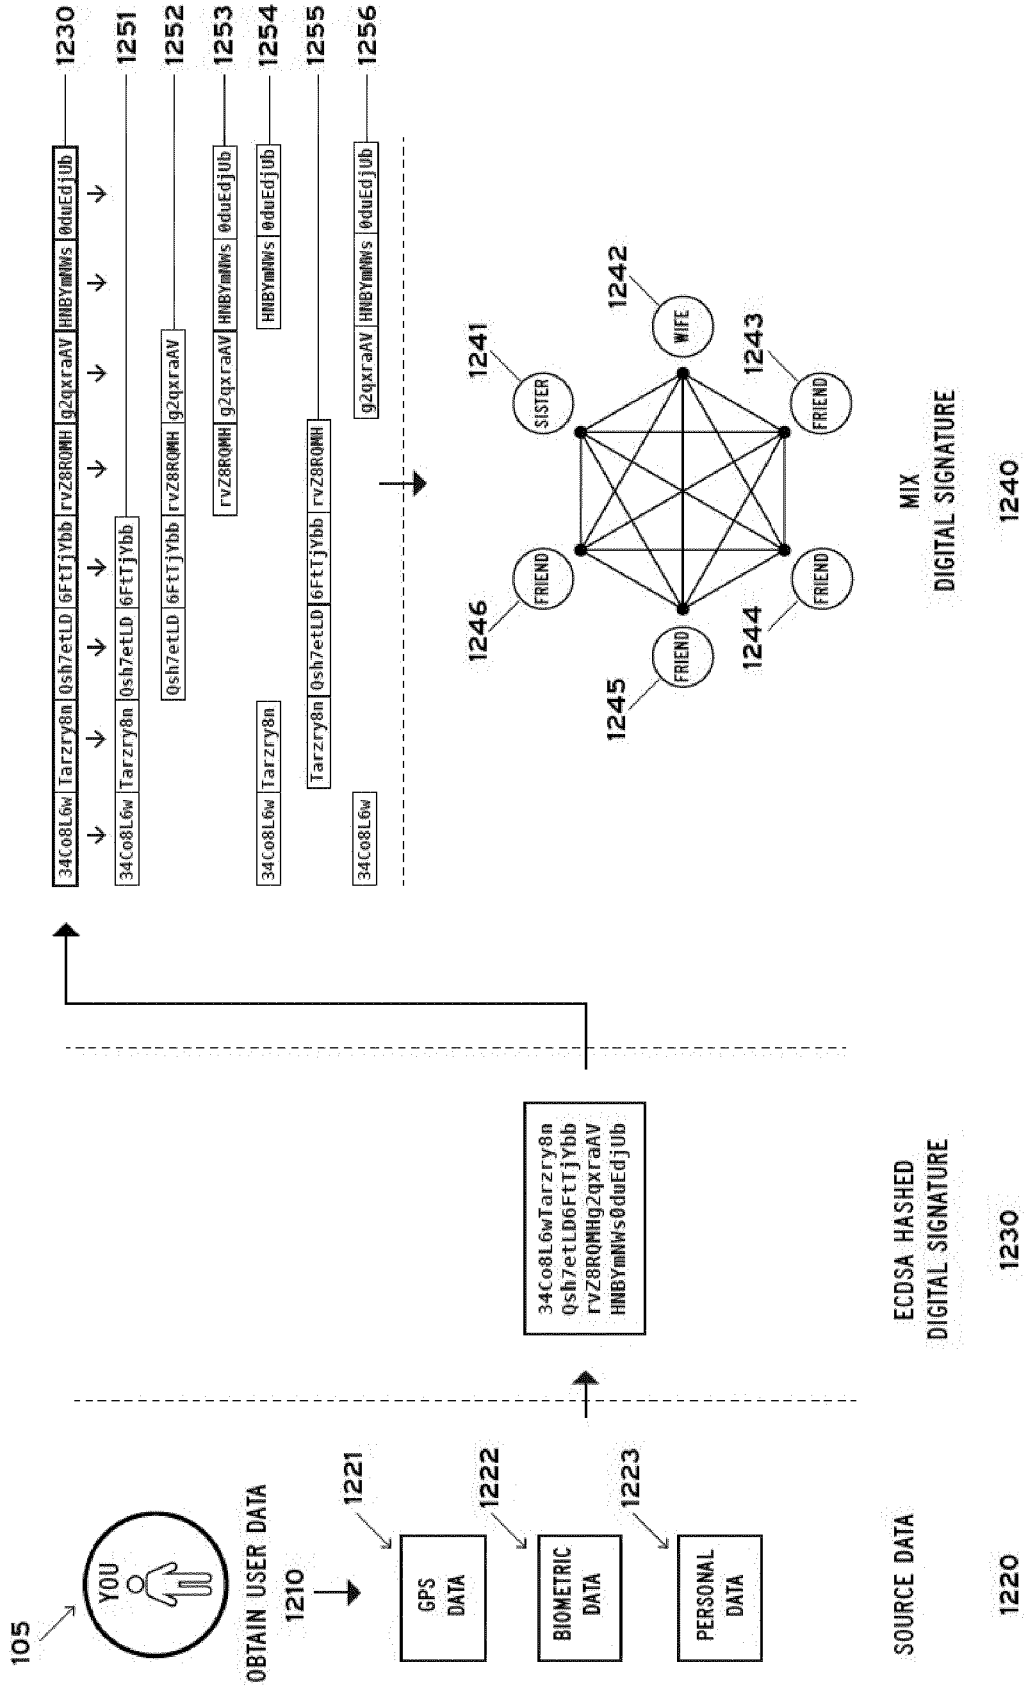 105
YOU
OBTAIN USER DATA
1210
GPS
DATA
1221
BIOMETRIC
DATA
1222
PERSONAL
DATA
1223
SOURCE DATA
1220
34Co8L6wTarzry8n
Qsh7etLD6FtTjYbb
rvZ8RQMHg2qxraAV
HNBYmNWs0duEdjUb
ECDSA HASHED
DIGITAL SIGNATURE
1230
34Co8L6w Tarzry8n Qsh7etLD 6FtTjYbb rvZ8RQMH g2qxraAV HNBYmNWs 0duEdjUb 1230
34Co8L6w Tarzry8n Qsh7etLD 6FtTjYbb 1251
Qsh7etLD 6FtTjYbb rvZ8RQMH g2qxraAV 1252
rvZ8RQMH g2qxraAV HNBYmNWs 0duEdjUb 1253
34Co8L6w Tarzry8n HNBYmNWs 0duEdjUb 1254
Tarzry8n Qsh7etLD 6FtTjYbb rvZ8RQMH 1255
34Co8L6w g2qxraAV HNBYmNWs 0duEdjUb 1256
1246
FRIEND
SISTER
1241
1245
FRIEND
WIFE
1242
1244
FRIEND
FRIEND
1243
MIX
DIGITAL SIGNATURE
1240